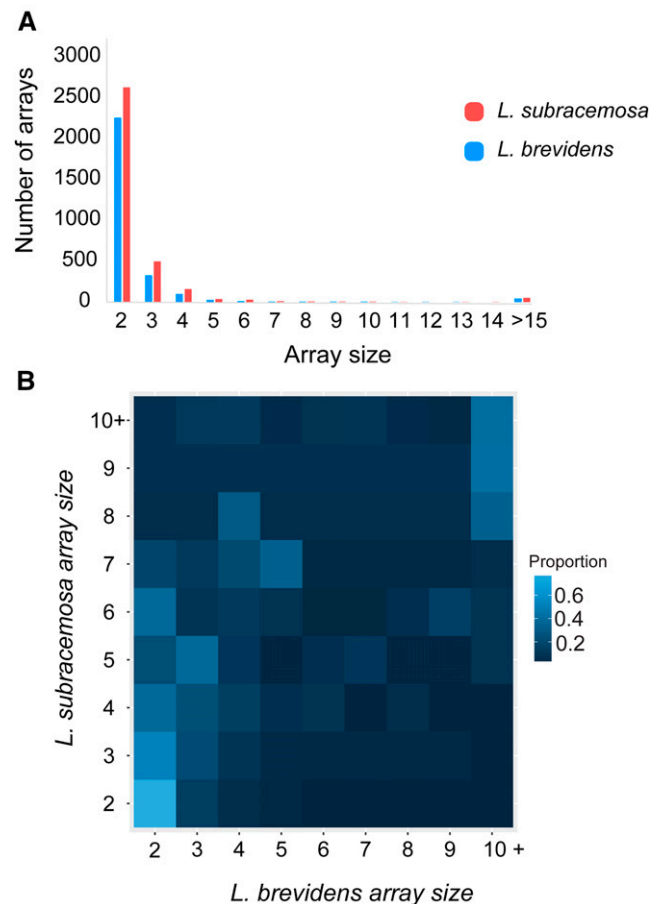 A
Number of arrays
3000
2500
2000
1500
1000
500
0
2 3 4 5 6 7 8 9 10 11 12 13 14 >15
Array size
L. subracemosa
L. brevidens
B
L. subracemosa array size
10+
9
8
7
6
5
4
3
2
2 3 4 5 6 7 8 9 10 +
L. brevidens array size
Proportion
0.6
0.4
0.2